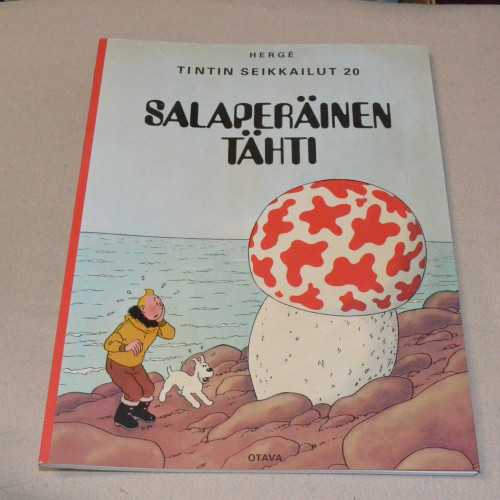 HERGÉ
TINTIN SEIKKAILUT 20
SALAPERÄINEN
TÄHTI
OTAVA